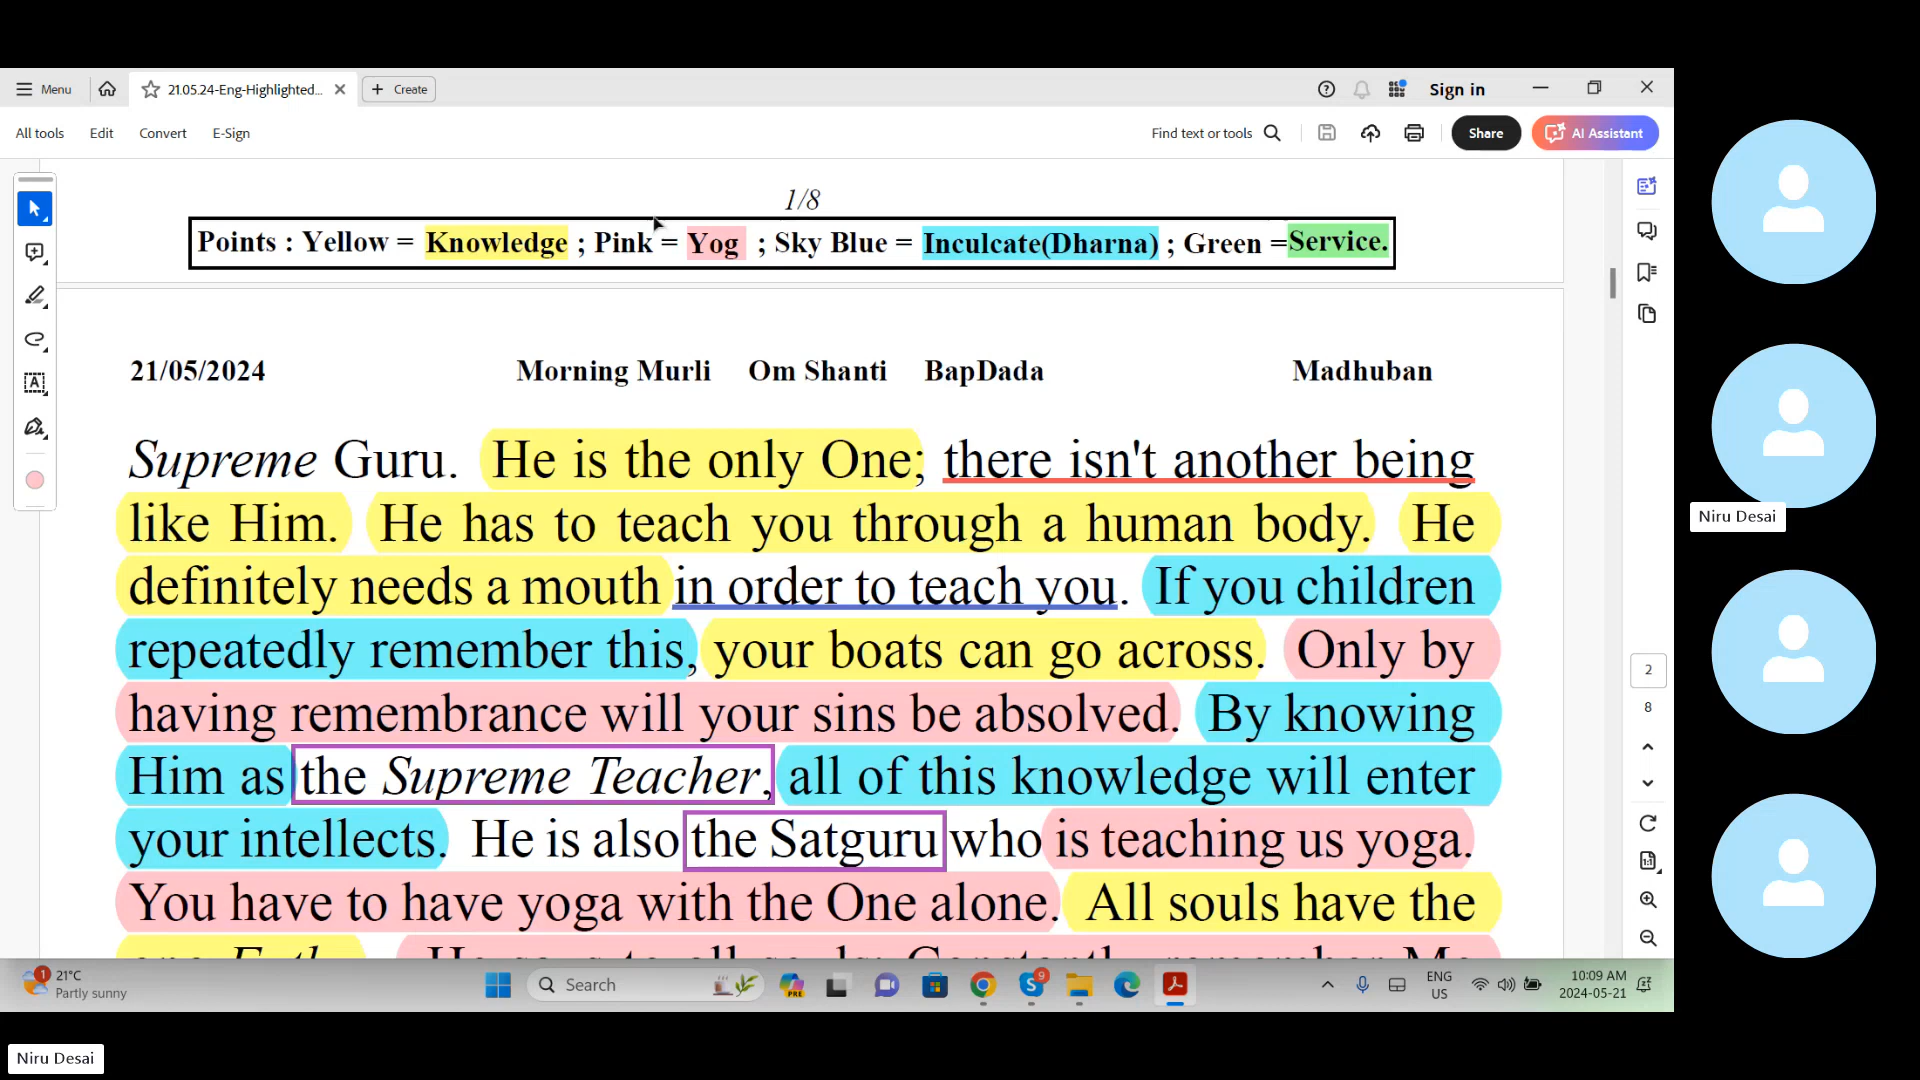 Menu
21.05.24-Eng-Highlighted...
Create
Sign in
All tools Edit Convert E-Sign
Find text or tools
Share
AI Assistant
1/8
Points : Yellow = Knowledge ; Pink = Yog ; Sky Blue = Inculcate(Dharna) ; Green =Service.
21/05/2024 Morning Murli Om Shanti BapDada Madhuban
Supreme Guru. He is the only One; there isn't another being
like Him. He has to teach you through a human body. He
definitely needs a mouth in order to teach you. If you children
repeatedly remember this, your boats can go across. Only by
having remembrance will your sins be absolved. By knowing
Him as the Supreme Teacher, all of this knowledge will enter
your intellects. He is also the Satguru who is teaching us yoga.
You have to have yoga with the One alone. All souls have the
2
8
Niru Desai
1
21°C
Partly sunny
Search
PRE
9
ENG
US
10:09 AM
2024-05-21
Niru Desai